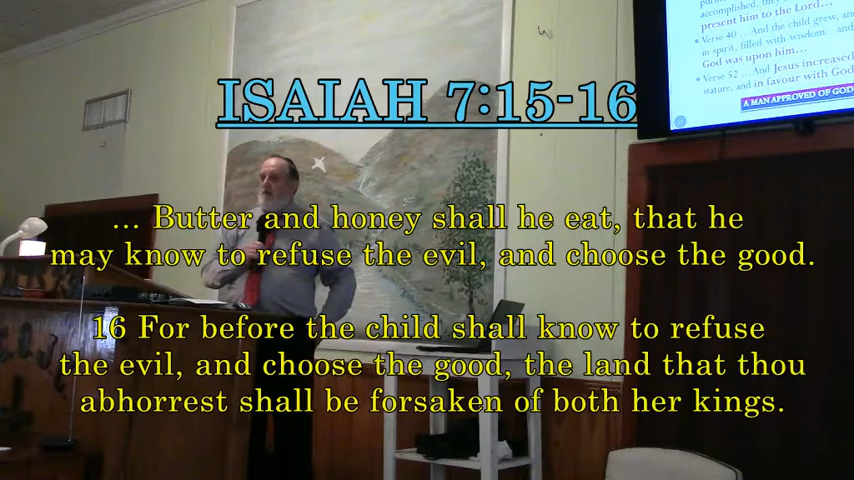 ISAIAH 7:15-16
... Butter and honey shall he eat, that he
may know to refuse the evil, and choose the good.
16 For before the child shall know to refuse
the evil, and choose the good, the land that thou
abhorrest shall be forsaken of both her kings.
accomplished, they
present him to the Lord...
• Verse 40 ...And the child grew, and
in spirit, filled with wisdom: and
God was upon him...
• Verse 52 ...And Jesus increased
stature, and in favour with God
A MAN APPROVED OF GOD